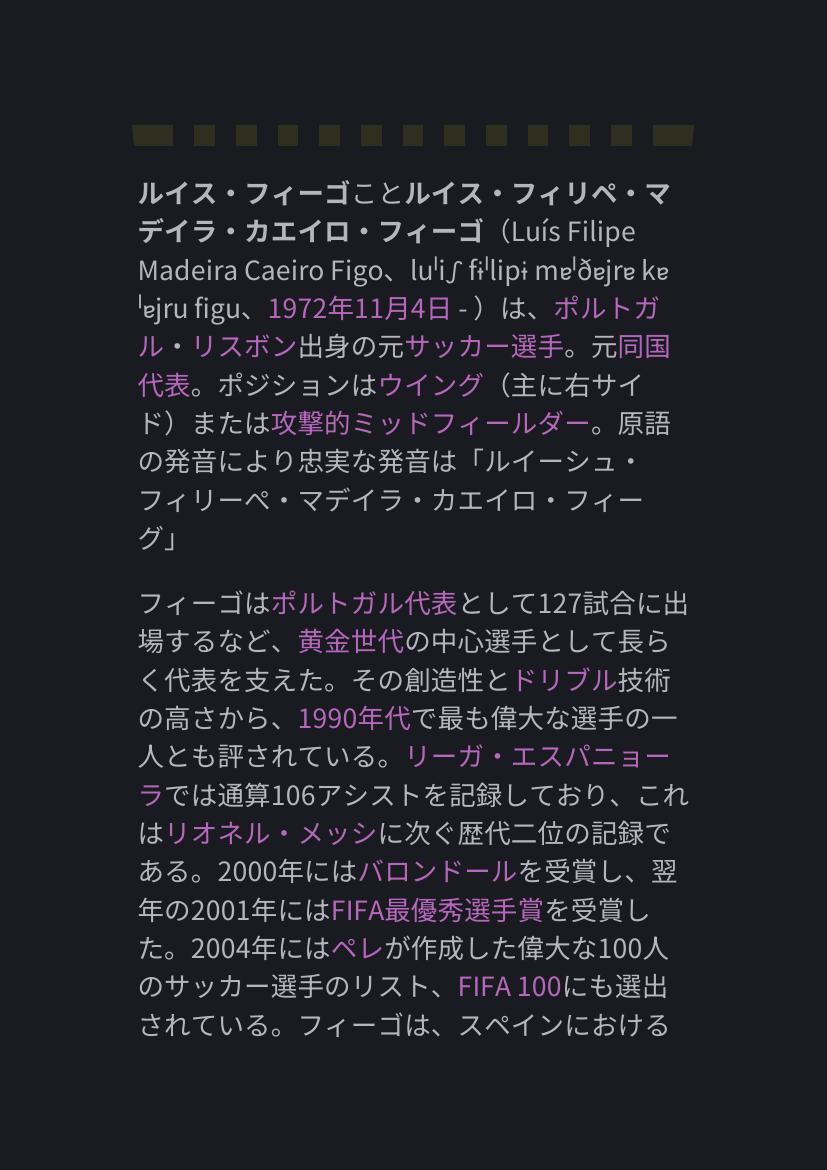 ルイス・フィーゴことルイス・フィリペ・マ
デイラ・カエイロ・フィーゴ（Luís Filipe
Madeira Caeiro Figo、luˈiʃ fɨˈlipɨ mɐˈðɐjrɐ kɐ
ˈɐjru figu、1972年11月4日 - ）は、ポルトガ
ル・リスボン出身の元サッカー選手。元同国
代表。ポジションはウイング（主に右サイ
ド）または攻撃的ミッドフィールダー。原語
の発音により忠実な発音は「ルイーシュ・
フィリーペ・マデイラ・カエイロ・フィー
グ」
フィーゴはポルトガル代表として127試合に出
場するなど、黄金世代の中心選手として長ら
く代表を支えた。その創造性とドリブル技術
の高さから、1990年代で最も偉大な選手の一
人とも評されている。リーガ・エスパニョー
ラでは通算106アシストを記録しており、これ
はリオネル・メッシに次ぐ歴代二位の記録で
ある。2000年にはバロンドールを受賞し、翌
年の2001年にはFIFA最優秀選手賞を受賞し
た。2004年にはペレが作成した偉大な100人
のサッカー選手のリスト、FIFA 100にも選出
されている。フィーゴは、スペインにおける